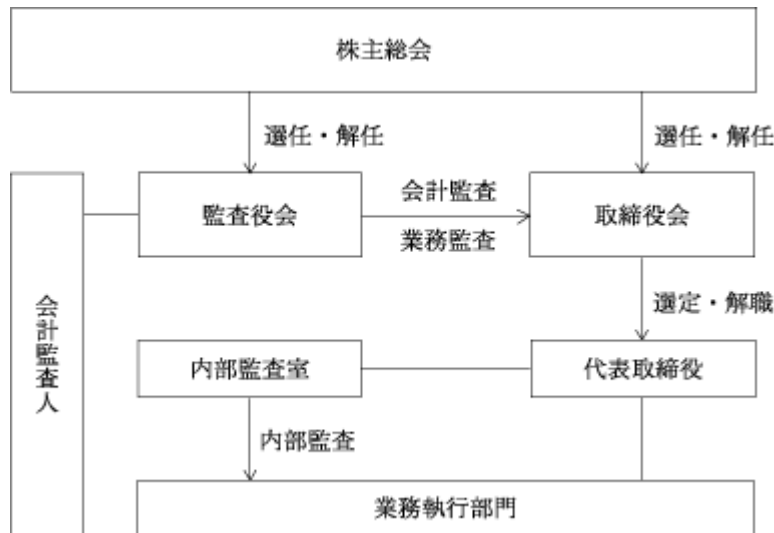 株主総会
選任・解任
選任・解任
監査役会
会計監査
業務監査
取締役会
選定・解職
会計監査人
内部監査室
代表取締役
内部監査
業務執行部門